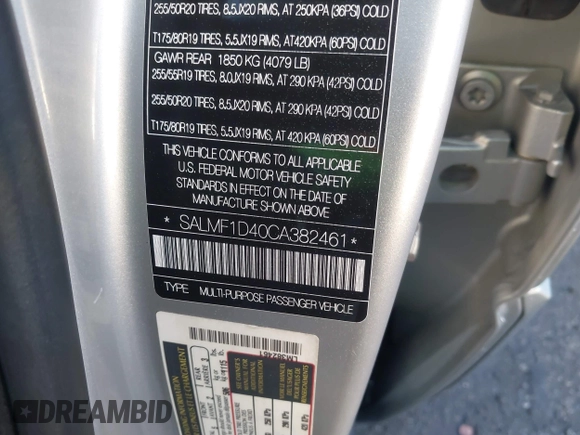 255/50R20 TIRES, 8.5JX20 RIMS, AT 250KPA (36PSI) COLD
T175/80R19 TIRES, 5.5JX19 RIMS, AT420KPA (60PSI) COLD
GAWR REAR 1850 KG (4079 LB)
255/55R19 TIRES, 8.0JX19 RIMS, AT 290 KPA (42PSI) COLD
255/50R20 TIRES, 8.5JX20 RIMS, AT 290 KPA (42PSI) COLD
T175/80R19 TIRES, 5.5JX19 RIMS, AT 420 KPA (60PSI) COLD
THIS VEHICLE CONFORMS TO ALL APPLICABLE
U.S. FEDERAL MOTOR VEHICLE SAFETY
STANDARDS IN EFFECT ON THE DATE OF
MANUFACTURE SHOWN ABOVE
* SALMF1D40CA382461 *
TYPE MULTI-PURPOSE PASSENGER VEHICLE
CA382461
REAR
ARRIERE 3
DREAMBID